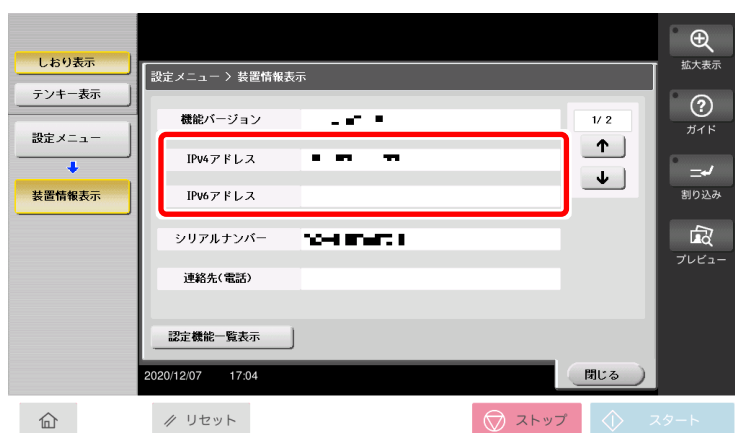 しおり表示
テンキー表示
設定メニュー
装置情報表示
設定メニュー > 装置情報表示
機能バージョン
1/ 2
IPv4アドレス
IPv6アドレス
シリアルナンバー
連絡先(電話)
認定機能一覧表示
2020/12/07 17:04
閉じる
拡大表示
ガイド
割り込み
プレビュー
リセット
ストップ
スタート